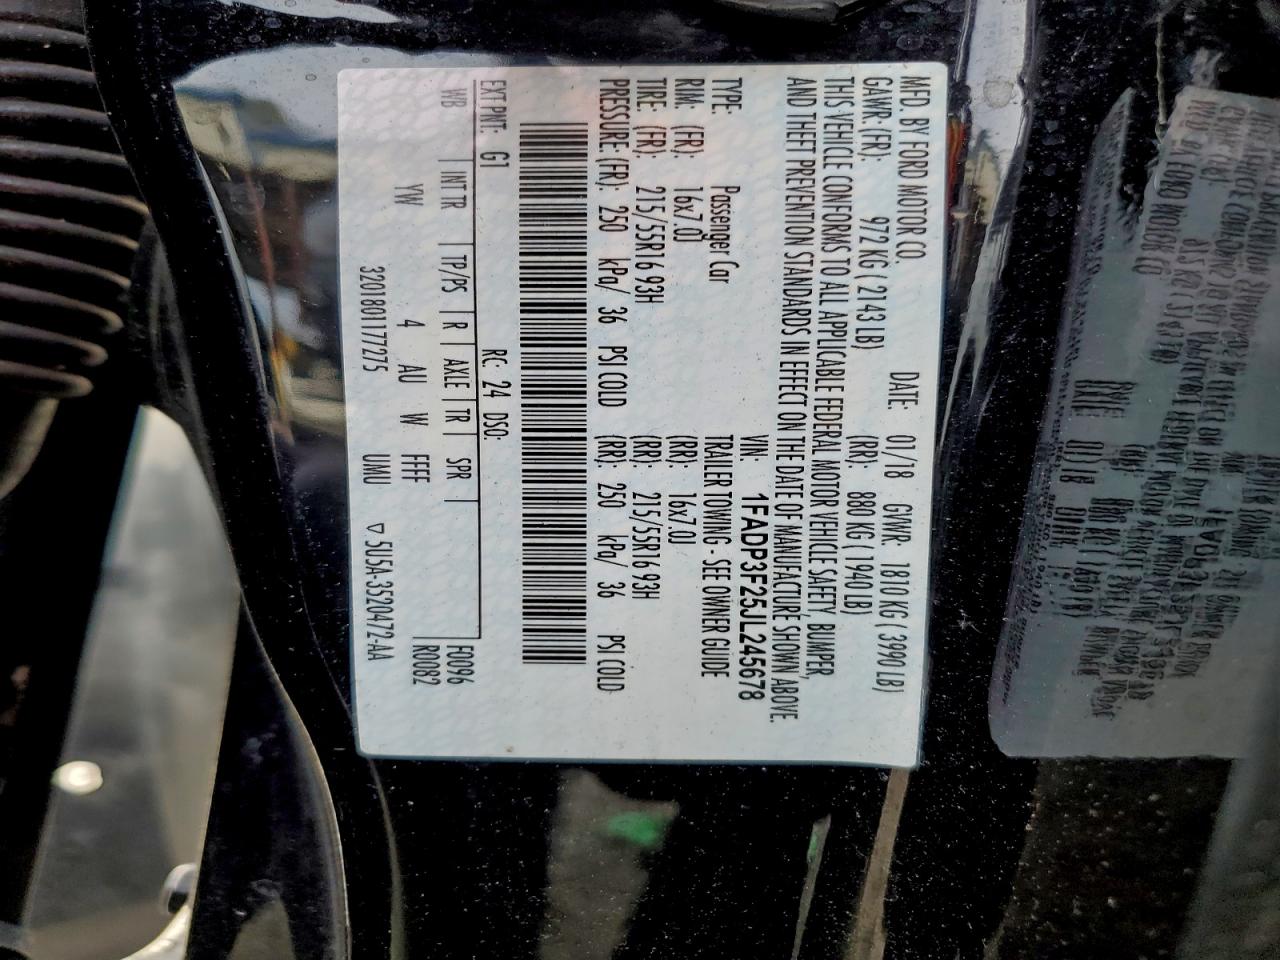 MFD. BY FORD MOTOR CO. DATE: 01/18 GVWR: 1810 KG ( 3990 LB)
GAWR: (FR): 972 KG ( 2143 LB) (RR): 880 KG ( 1940 LB)
THIS VEHICLE CONFORMS TO ALL APPLICABLE FEDERAL MOTOR VEHICLE SAFETY, BUMPER,
AND THEFT PREVENTION STANDARDS IN EFFECT ON THE DATE OF MANUFACTURE SHOWN ABOVE.
VIN: 1FADP3F25JL245678
TYPE: Passenger Car TRAILER TOWING - SEE OWNER GUIDE
RIM: (FR): 16x7.0J (RR): 16x7.0J
TIRE: (FR): 215/55R16 93H (RR): 215/55R16 93H
PRESSURE (FR): 250 kPa/ 36 PSI COLD (RR): 250 kPa/ 36 PSI COLD
EXT PNT: G1 RC: 24 DSO:
WB INT TR TP/PS R AXLE TR SPR F0096
YW 4 AU W FFFF R0082
3201801177275 UMU ▽ 5U5A-3520472-AA